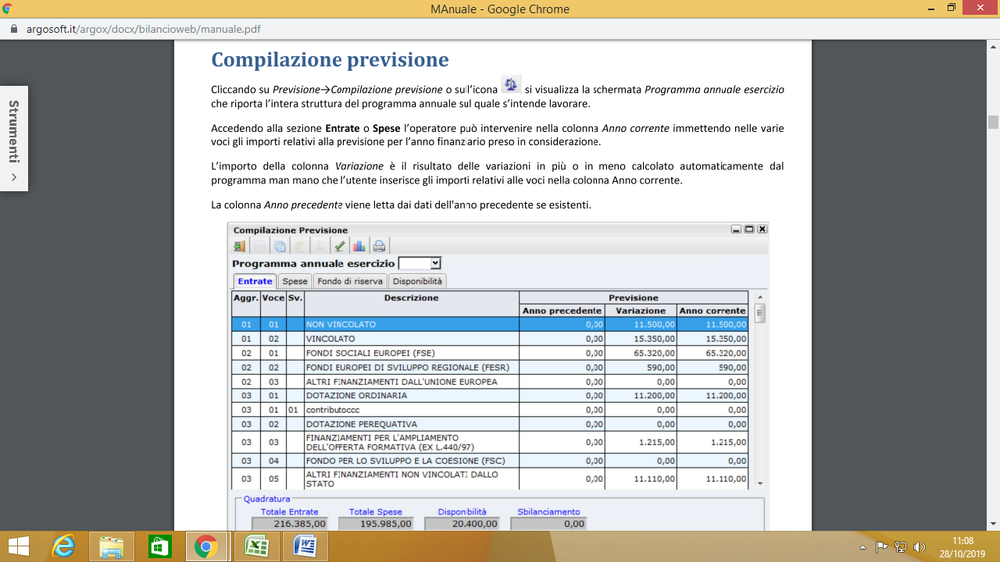 MAnuale - Google Chrome
argosoft.it/argox/docx/bilancioweb/manuale.pdf
Strumenti
Compilazione previsione
Cliccando su Previsione→Compilazione previsione o sull'icona si visualizza la schermata Programma annuale esercizio
che riporta l'intera struttura del programma annuale sul quale s'intende lavorare.
Accedendo alla sezione Entrate o Spese l'operatore può intervenire nella colonna Anno corrente immettendo nelle varie
voci gli importi relativi alla previsione per l'anno finanziario preso in considerazione.
L'importo della colonna Variazione è il risultato delle variazioni in più o in meno calcolato automaticamente dal
programma man mano che l'utente inserisce gli importi relativi alle voci nella colonna Anno corrente.
La colonna Anno precedente viene letta dai dati dell'anno precedente se esistenti.
Compilazione Previsione
Programma annuale esercizio
Entrate Spese Fondo di riserva Disponibilità
Aggr. Voce Sv. Descrizione Previsione
Anno precedente Variazione Anno corrente
01 01 NON VINCOLATO 0,00 11.500,00 11.500,00
01 02 VINCOLATO 0,00 15.350,00 15.350,00
02 01 FONDI SOCIALI EUROPEI (FSE) 0,00 65.320,00 65.320,00
02 02 FONDI EUROPEI DI SVILUPPO REGIONALE (FESR) 0,00 590,00 590,00
02 03 ALTRI FINANZIAMENTI DALL'UNIONE EUROPEA 0,00 0,00 0,00
03 01 DOTAZIONE ORDINARIA 0,00 11.200,00 11.200,00
03 01 01 contributoccc 0,00 0,00 0,00
03 02 DOTAZIONE PEREQUATIVA 0,00 0,00 0,00
03 03 FINANZIAMENTI PER L'AMPLIAMENTO
DELL'OFFERTA FORMATIVA (EX L.440/97) 0,00 1.215,00 1.215,00
03 04 FONDO PER LO SVILUPPO E LA COESIONE (FSC) 0,00 0,00 0,00
03 05 ALTRI FINANZIAMENTI NON VINCOLATI DALLO
STATO 0,00 11.110,00 11.110,00
Quadratura
Totale Entrate Totale Spese Disponibilità Sbilanciamento
216.385,00 195.985,00 20.400,00 0,00
11:08
28/10/2019